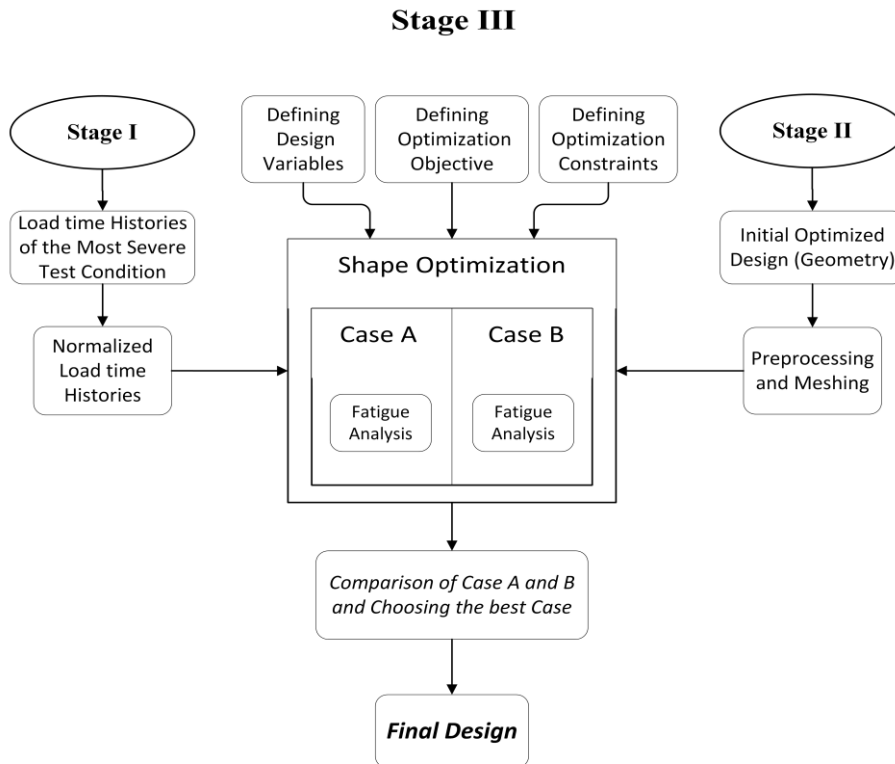 Stage III
Stage I
Defining
Design
Variables
Defining
Optimization
Objective
Defining
Optimization
Constraints
Stage II
Load time Histories
of the Most Severe
Test Condition
Normalized
Load time
Histories
Shape Optimization
Case A
Case B
Fatigue
Analysis
Fatigue
Analysis
Initial Optimized
Design (Geometry)
Preprocessing
and Meshing
Comparison of Case A and B
and Choosing the best Case
Final Design